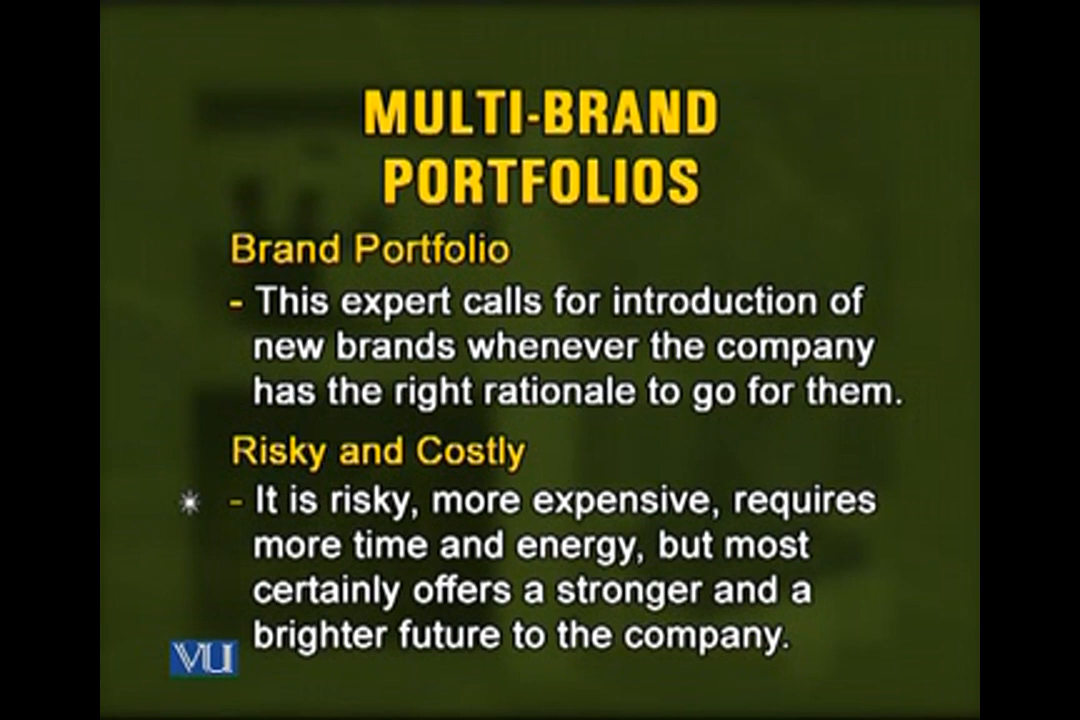 MULTI-BRAND
PORTFOLIOS
Brand Portfolio
- This expert calls for introduction of
new brands whenever the company
has the right rationale to go for them.
Risky and Costly
- It is risky, more expensive, requires
more time and energy, but most
certainly offers a stronger and a
brighter future to the company.
VU